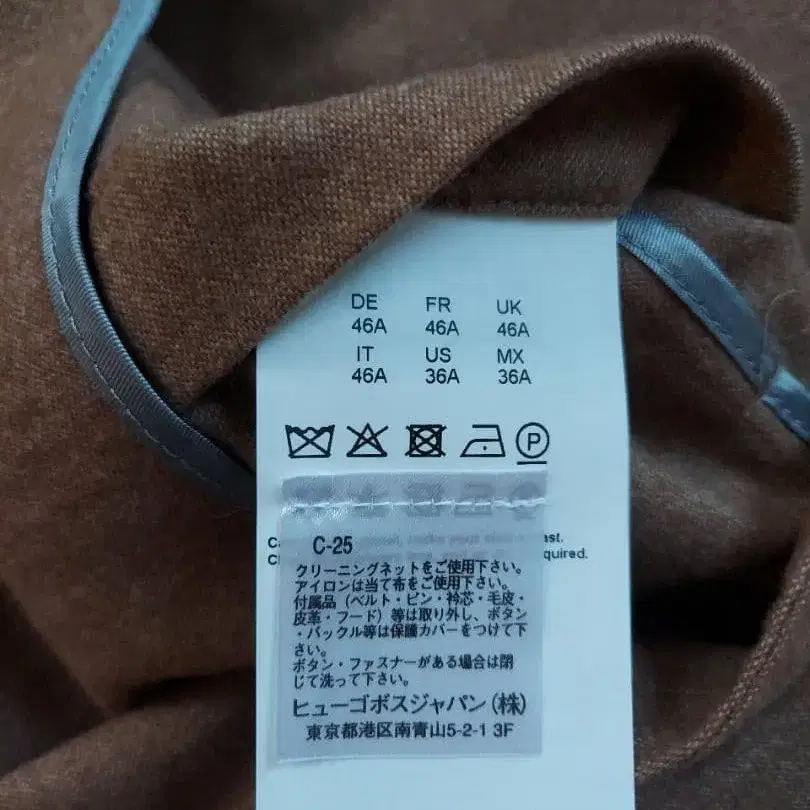 DE FR UK
46A 46A 46A
IT US MX
46A 36A 36A
P
C-25
クリーニングネットをご使用下さい。
アイロンは当て布をご使用下さい。
付属品(ベルト・ピン・衿芯・毛皮・
皮革・フード)等は取り外し、ボタン
・バックル等は保護カバーをつけて下
さい。
ボタン・ファスナーがある場合は閉
じて洗って下さい。
ヒューゴボスジャパン(株)
東京都港区南青山5-2-1 3F